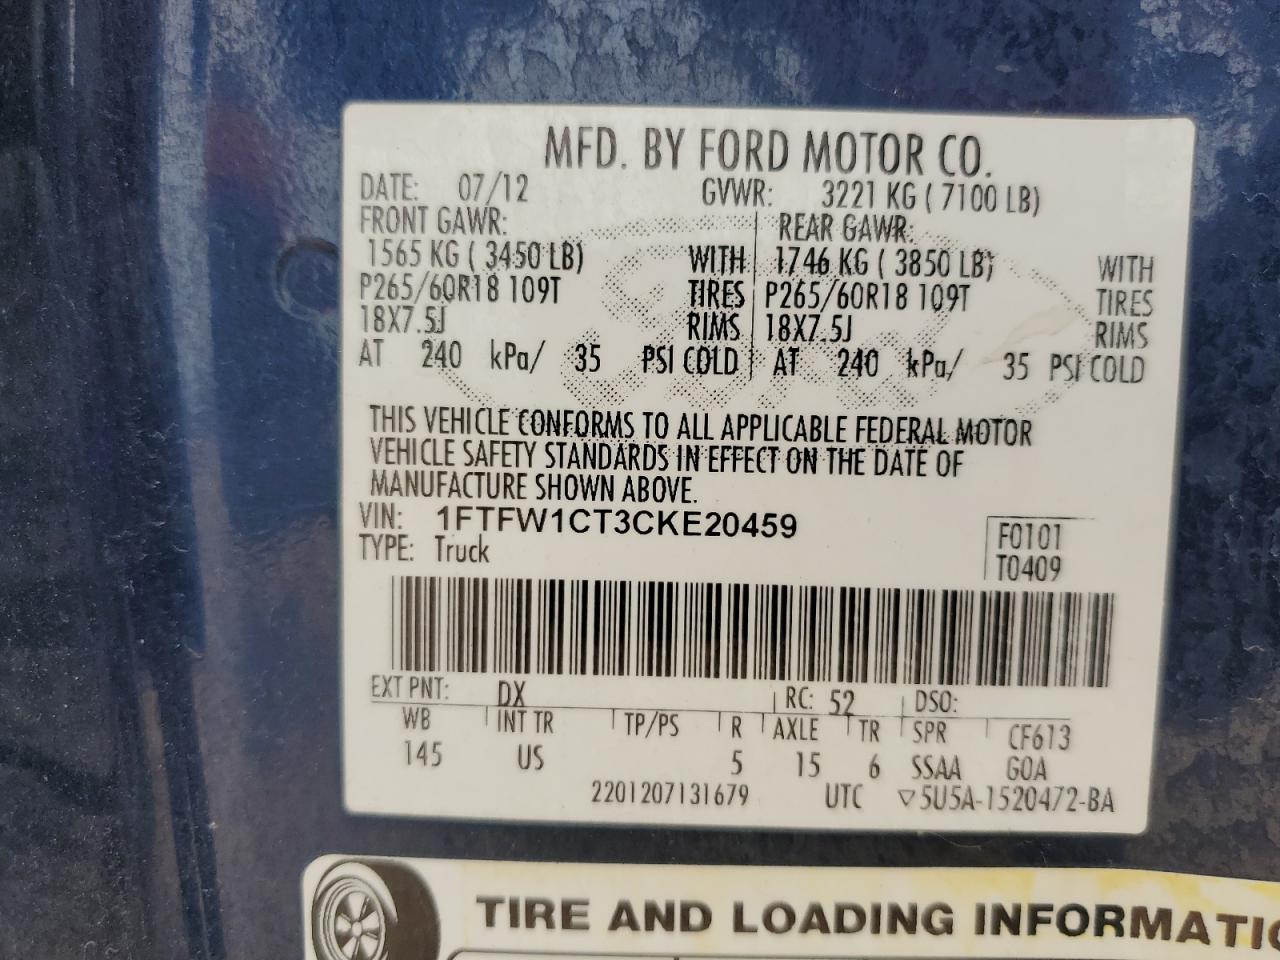 MFD. BY FORD MOTOR CO.
DATE: 07/12 GVWR: 3221 KG ( 7100 LB)
FRONT GAWR: REAR GAWR:
1565 KG ( 3450 LB) WITH 1746 KG ( 3850 LB) WITH
P265/60R18 109T TIRES P265/60R18 109T TIRES
18X7.5J RIMS 18X7.5J RIMS
AT 240 kPa/ 35 PSI COLD AT 240 kPa/ 35 PSI COLD
THIS VEHICLE CONFORMS TO ALL APPLICABLE FEDERAL MOTOR
VEHICLE SAFETY STANDARDS IN EFFECT ON THE DATE OF
MANUFACTURE SHOWN ABOVE.
VIN: 1FTFW1CT3CKE20459
TYPE: Truck
F0101
T0409
EXT PNT: DX RC: 52 DSO:
WB INT TR TP/PS R AXLE TR SPR CF613
145 US 5 15 6 SSAA GOA
2201207131679 UTC ▽5U5A-1520472-BA
TIRE AND LOADING INFORMATIO